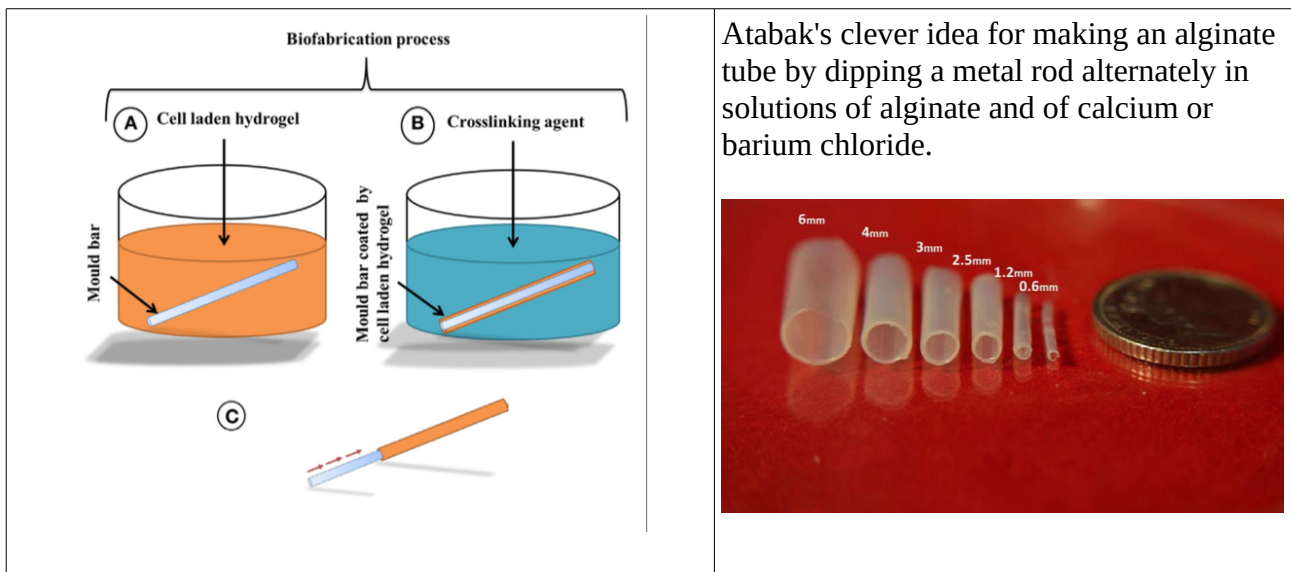 Biofabrication process
A
Cell laden hydrogel
B
Crosslinking agent
Mould bar
Mould bar coated by
cell laden hydrogel
C
Atabak's clever idea for making an alginate
tube by dipping a metal rod alternately in
solutions of alginate and of calcium or
barium chloride.
6mm
4mm
3mm
2.5mm
1.2mm
0.6mm